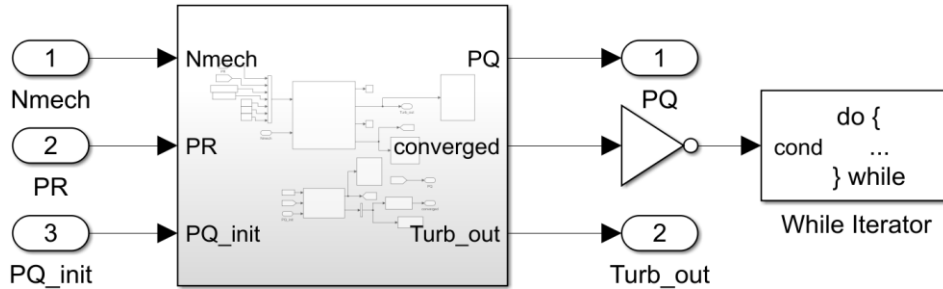 1
Nmech
2
PR
3
PQ_init
Nmech
PR
PQ_init
PQ
converged
Turb_out
1
PQ
2
Turb_out
do {
cond ...
} while
While Iterator